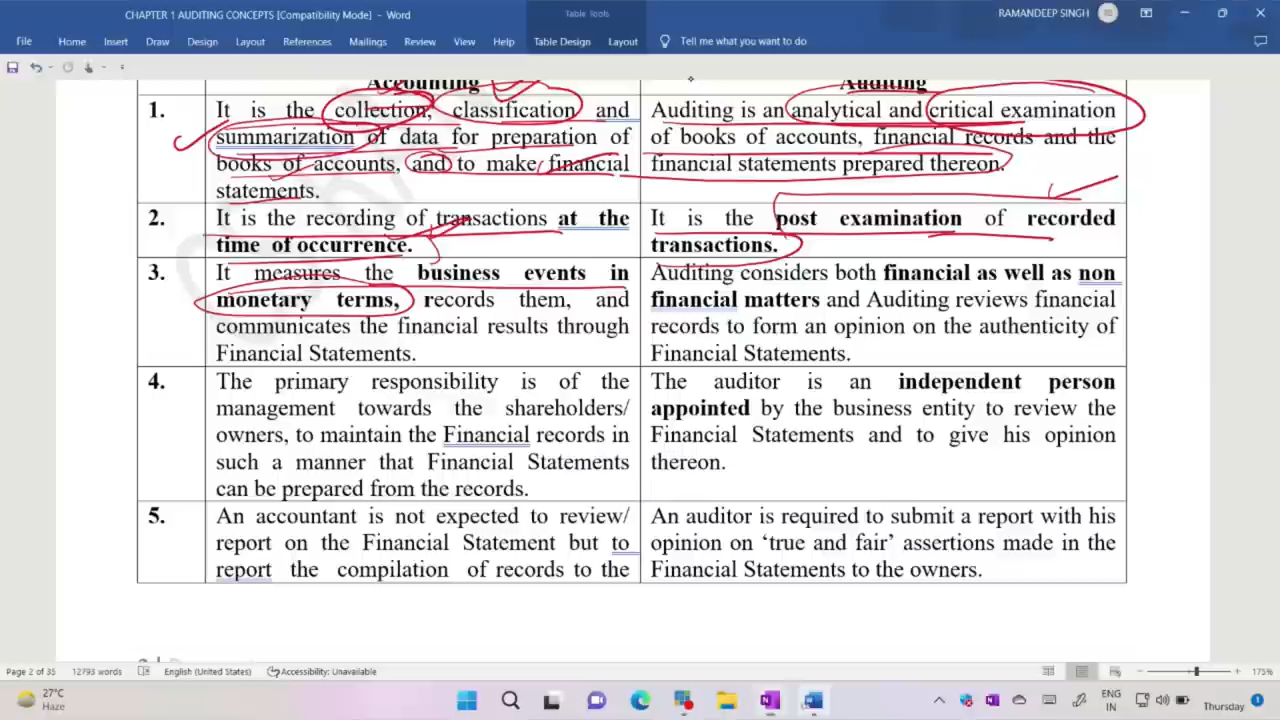 CHAPTER 1 AUDITING CONCEPTS [Compatibility Mode] - Word
Table Tools
RAMANDEEP SINGH
File Home Insert Draw Design Layout References Mailings Review View Help Table Design Layout Tell me what you want to do
Accounting Auditing
1. It is the collection, classification and
summarization of data for preparation of
books of accounts, and to make financial
statements.
Auditing is an analytical and critical examination
of books of accounts, financial records and the
financial statements prepared thereon.
2. It is the recording of transactions at the
time of occurrence.
It is the post examination of recorded
transactions.
3. It measures the business events in
monetary terms, records them, and
communicates the financial results through
Financial Statements.
Auditing considers both financial as well as non
financial matters and Auditing reviews financial
records to form an opinion on the authenticity of
Financial Statements.
4. The primary responsibility is of the
management towards the shareholders/
owners, to maintain the Financial records in
such a manner that Financial Statements
can be prepared from the records.
The auditor is an independent person
appointed by the business entity to review the
Financial Statements and to give his opinion
thereon.
5. An accountant is not expected to review/
report on the Financial Statement but to
report the compilation of records to the
An auditor is required to submit a report with his
opinion on ‘true and fair’ assertions made in the
Financial Statements to the owners.
Page 2 of 35 12793 words English (United States) Accessibility: Unavailable 175%
27°C
Haze
ENG
IN
Thursday